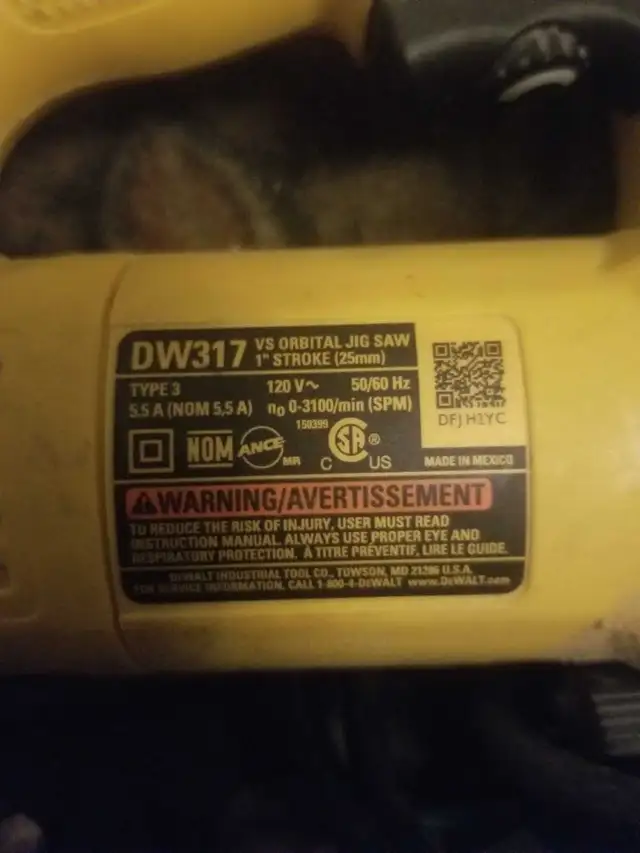 DW317 VS ORBITAL JIG SAW
1" STROKE (25mm)
TYPE 3 120 V~ 50/60 Hz
5.5 A (NOM 5,5 A) n0 0-3100/min (SPM)
DFJ H1YC
150399
NOM ANCE MR C SA ® US MADE IN MEXICO
WARNING/AVERTISSEMENT
TO REDUCE THE RISK OF INJURY, USER MUST READ
INSTRUCTION MANUAL. ALWAYS USE PROPER EYE AND
RESPIRATORY PROTECTION. À TITRE PRÉVENTIF, LIRE LE GUIDE.
DEWALT INDUSTRIAL TOOL CO., TOWSON, MD 21286 U.S.A.
FOR SERVICE INFORMATION, CALL 1-800-4-DEWALT www.DEWALT.com